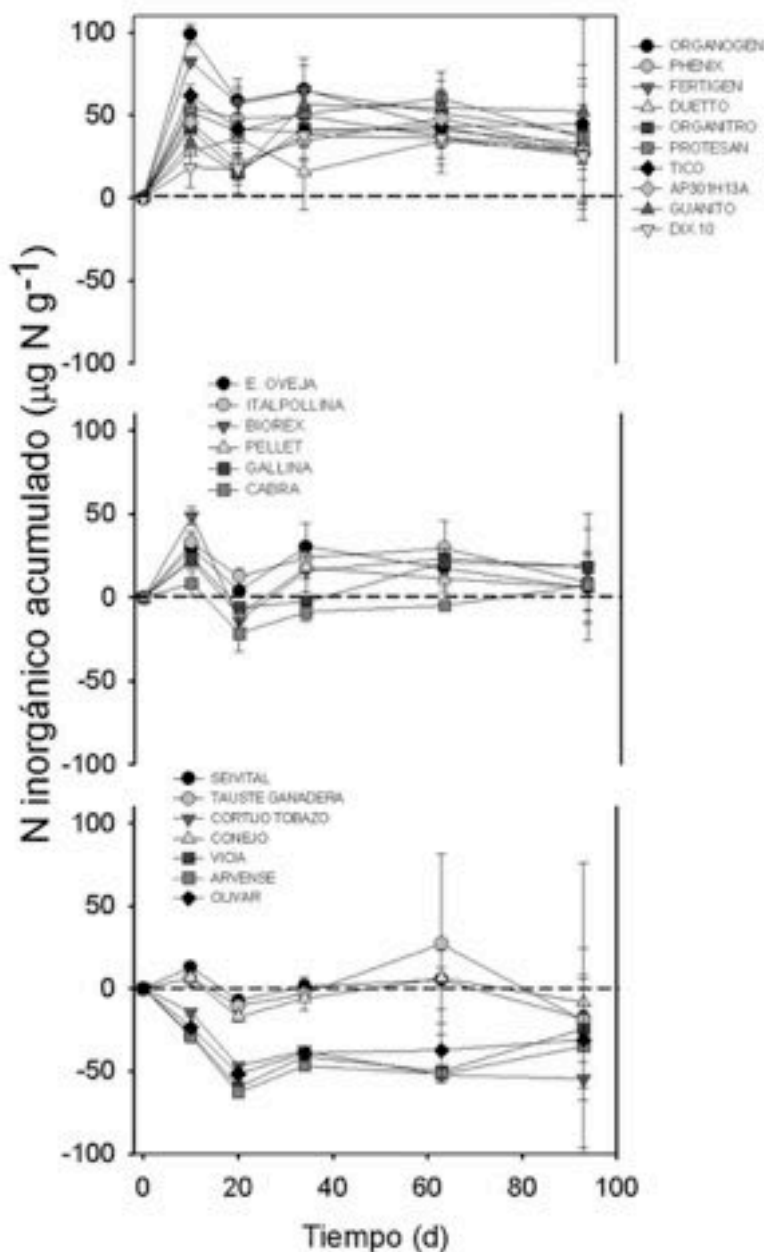 N inorgánico acumulado (µg N g-1)
100
50
0
-50
-100
ORGANOGEN
PHENIX
FERTIGEN
DUETTO
ORGANITRO
PROTESAN
TICO
AP301H13A
GUANITO
DIX 10
E. OVEJA
ITALPOLLINA
BIOREX
PELLET
GALLINA
CABRA
100
50
0
-50
-100
SEIVITAL
TAUSTE GANADERA
CORTIJO TOBAZO
CONEJO
VICIA
ARVENSE
OLIVAR
100
50
0
-50
-100
0 20 40 60 80 100
Tiempo (d)